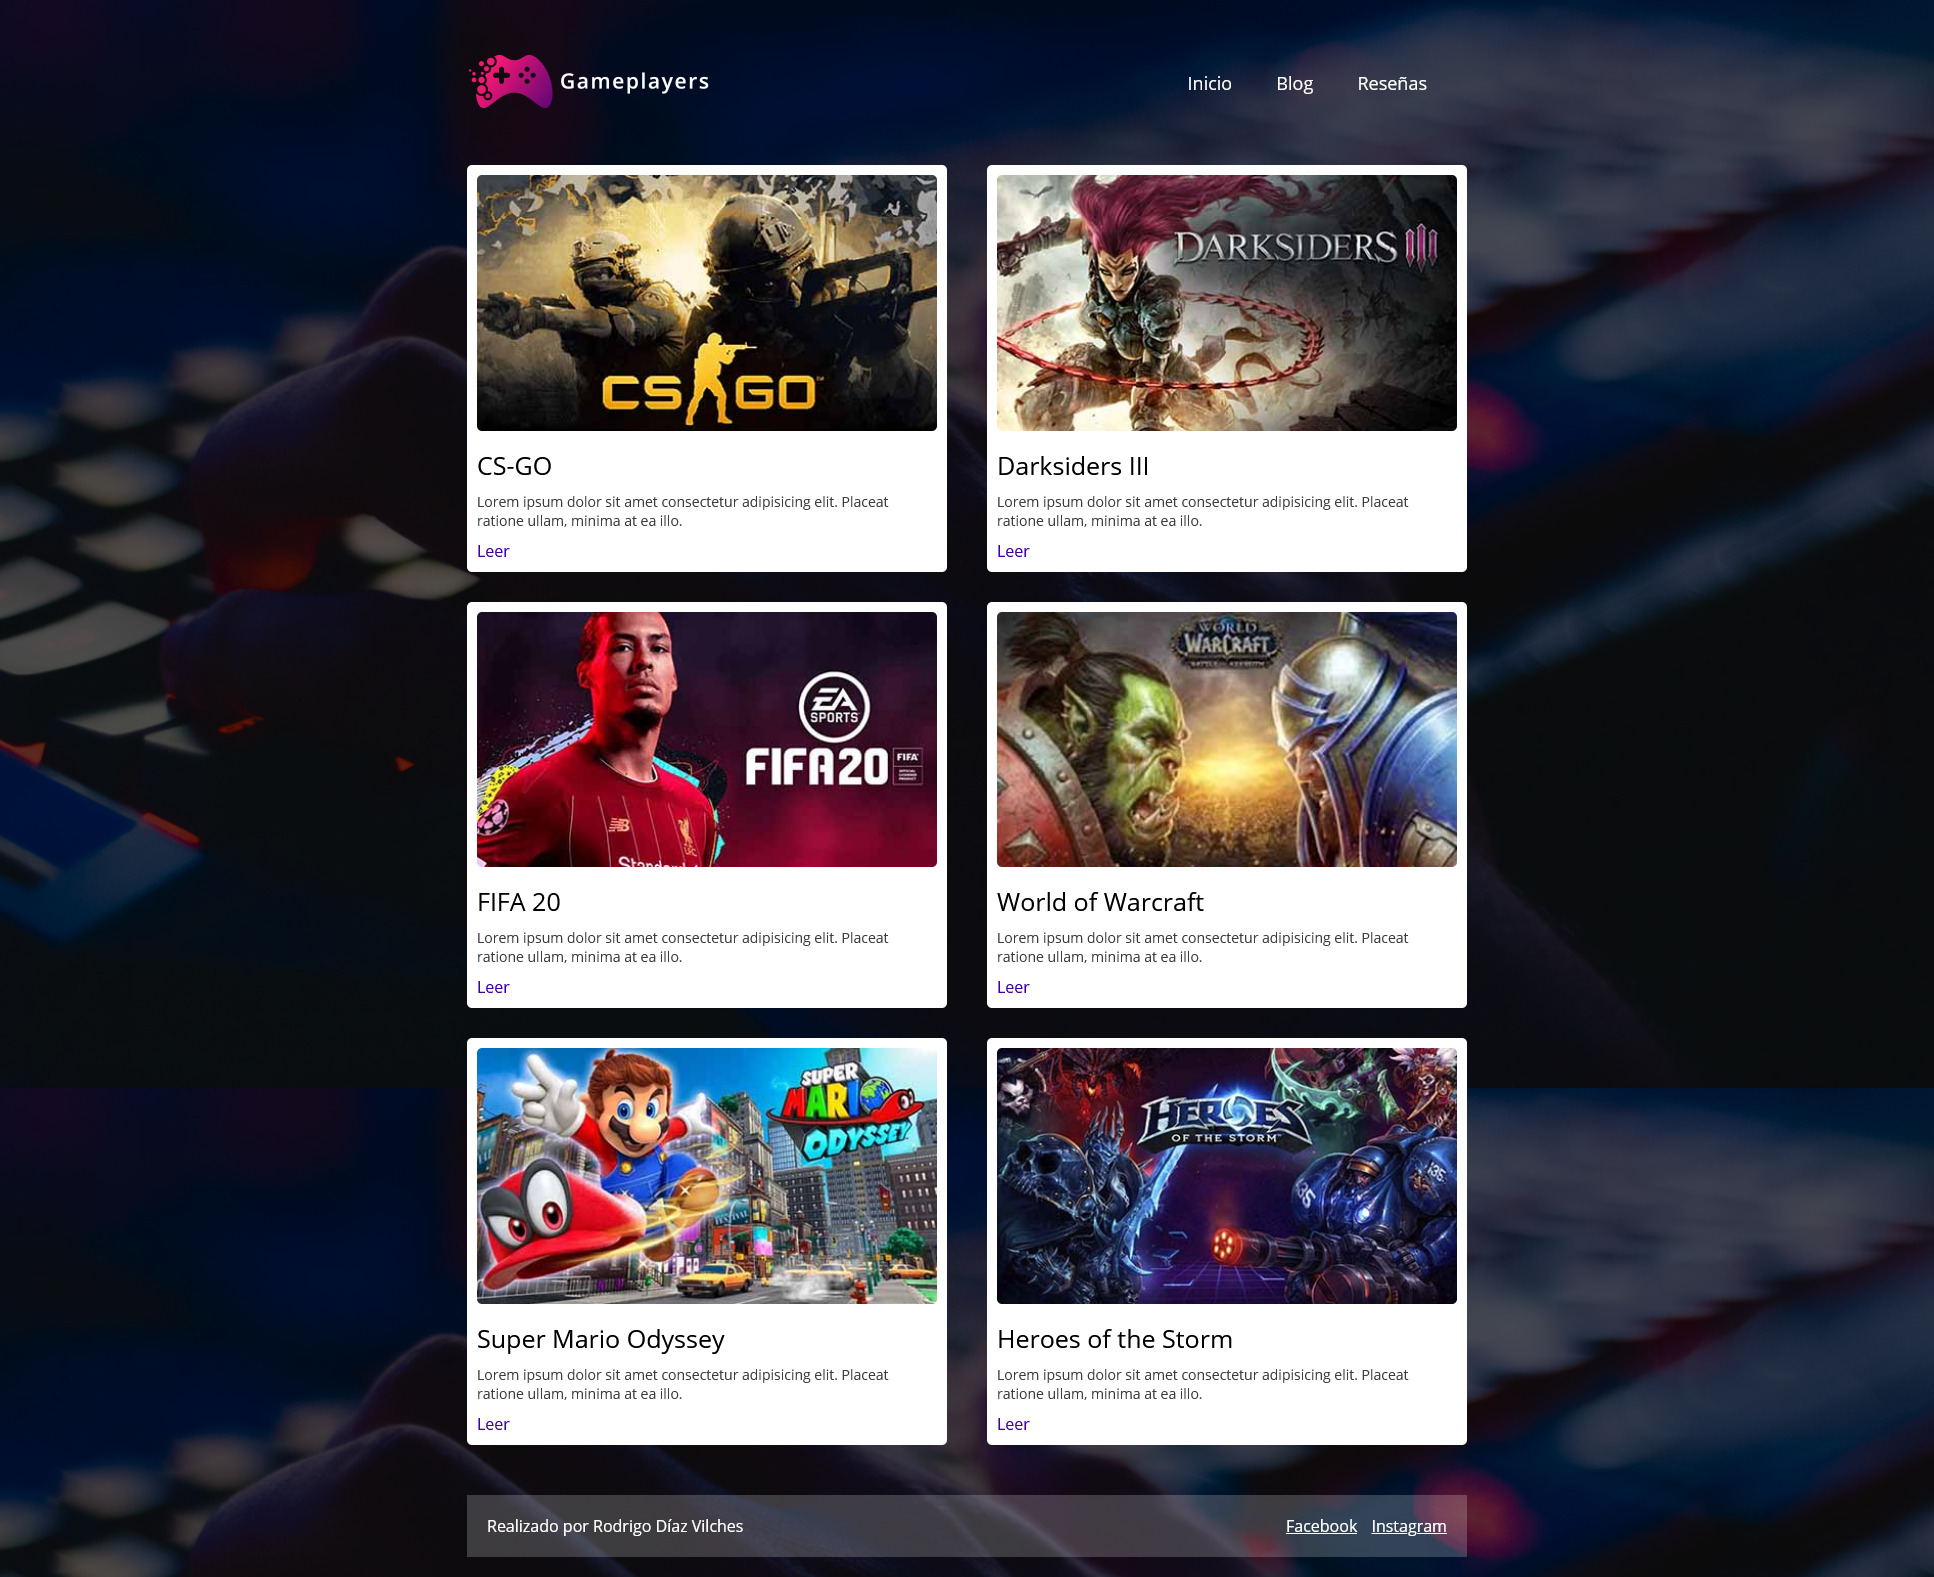 Gameplayers
Inicio Blog Reseñas
CS GO
CS-GO
Lorem ipsum dolor sit amet consectetur adipisicing elit. Placeat
ratione ullam, minima at ea illo.
Leer
DARKSIDERS III
Darksiders III
Lorem ipsum dolor sit amet consectetur adipisicing elit. Placeat
ratione ullam, minima at ea illo.
Leer
EA
SPORTS
FIFA20
FIFA
Standard
FIFA 20
Lorem ipsum dolor sit amet consectetur adipisicing elit. Placeat
ratione ullam, minima at ea illo.
Leer
WORLD
WARCRAFT
World of Warcraft
Lorem ipsum dolor sit amet consectetur adipisicing elit. Placeat
ratione ullam, minima at ea illo.
Leer
SUPER
MARIO
ODYSSEY
Super Mario Odyssey
Lorem ipsum dolor sit amet consectetur adipisicing elit. Placeat
ratione ullam, minima at ea illo.
Leer
HEROES
OF THE STORM
Heroes of the Storm
Lorem ipsum dolor sit amet consectetur adipisicing elit. Placeat
ratione ullam, minima at ea illo.
Leer
Realizado por Rodrigo Díaz Vilches
Facebook Instagram